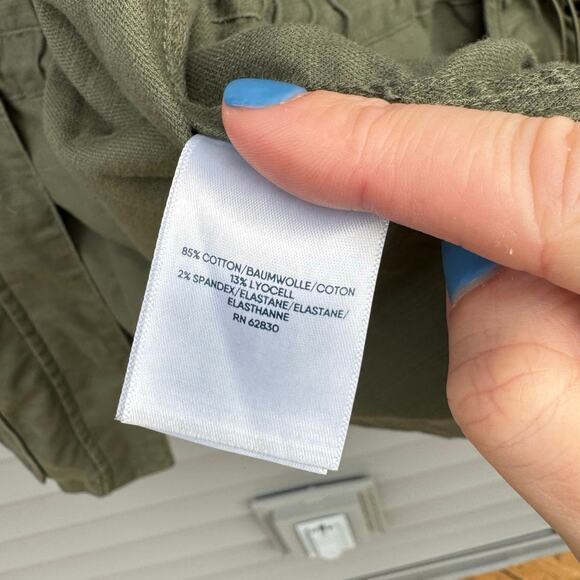 85% COTTON/BAUMWOLLE/COTON
13% LYOCELL
2% SPANDEX/ELASTANE/ELASTANE/
ELASTHANNE
RN 62830